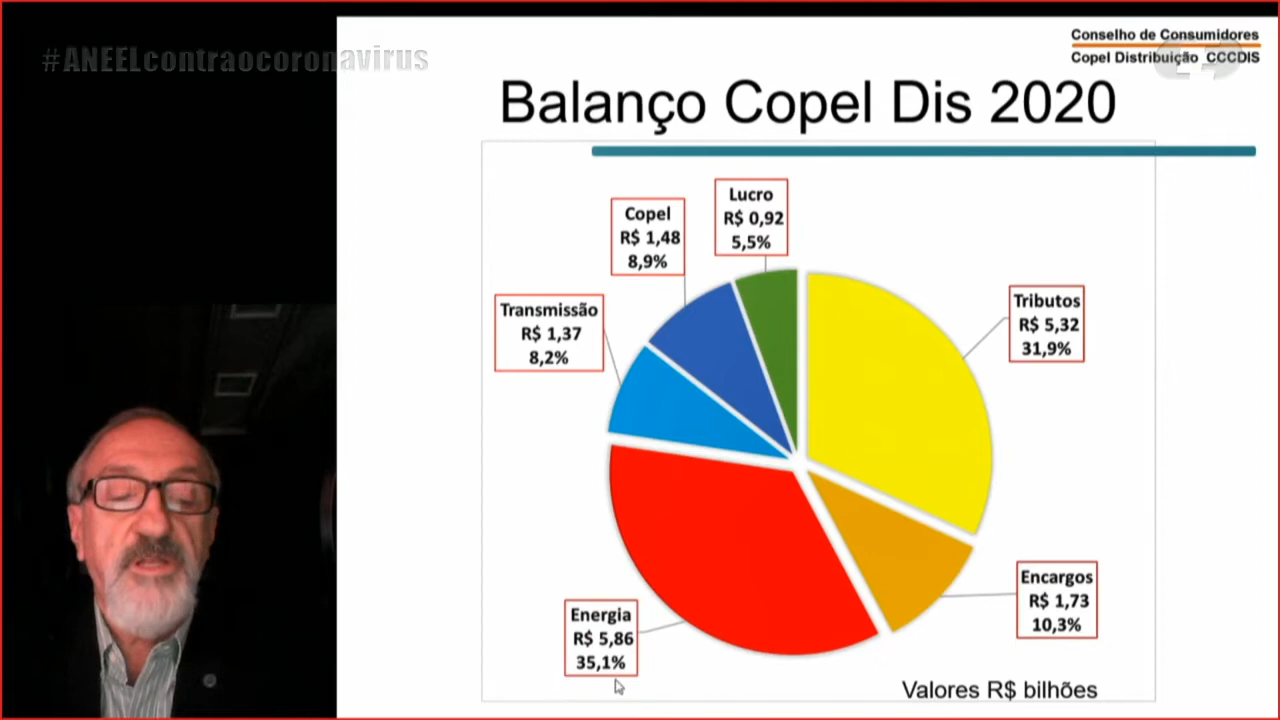 #ANEELcontraocoronavirus
Conselho de Consumidores
Copel Distribuição CCCDIS
Balanço Copel Dis 2020
Lucro
R$ 0,92
5,5%
Copel
R$ 1,48
8,9%
Transmissão
R$ 1,37
8,2%
Tributos
R$ 5,32
31,9%
Encargos
R$ 1,73
10,3%
Energia
R$ 5,86
35,1%
Valores R$ bilhões